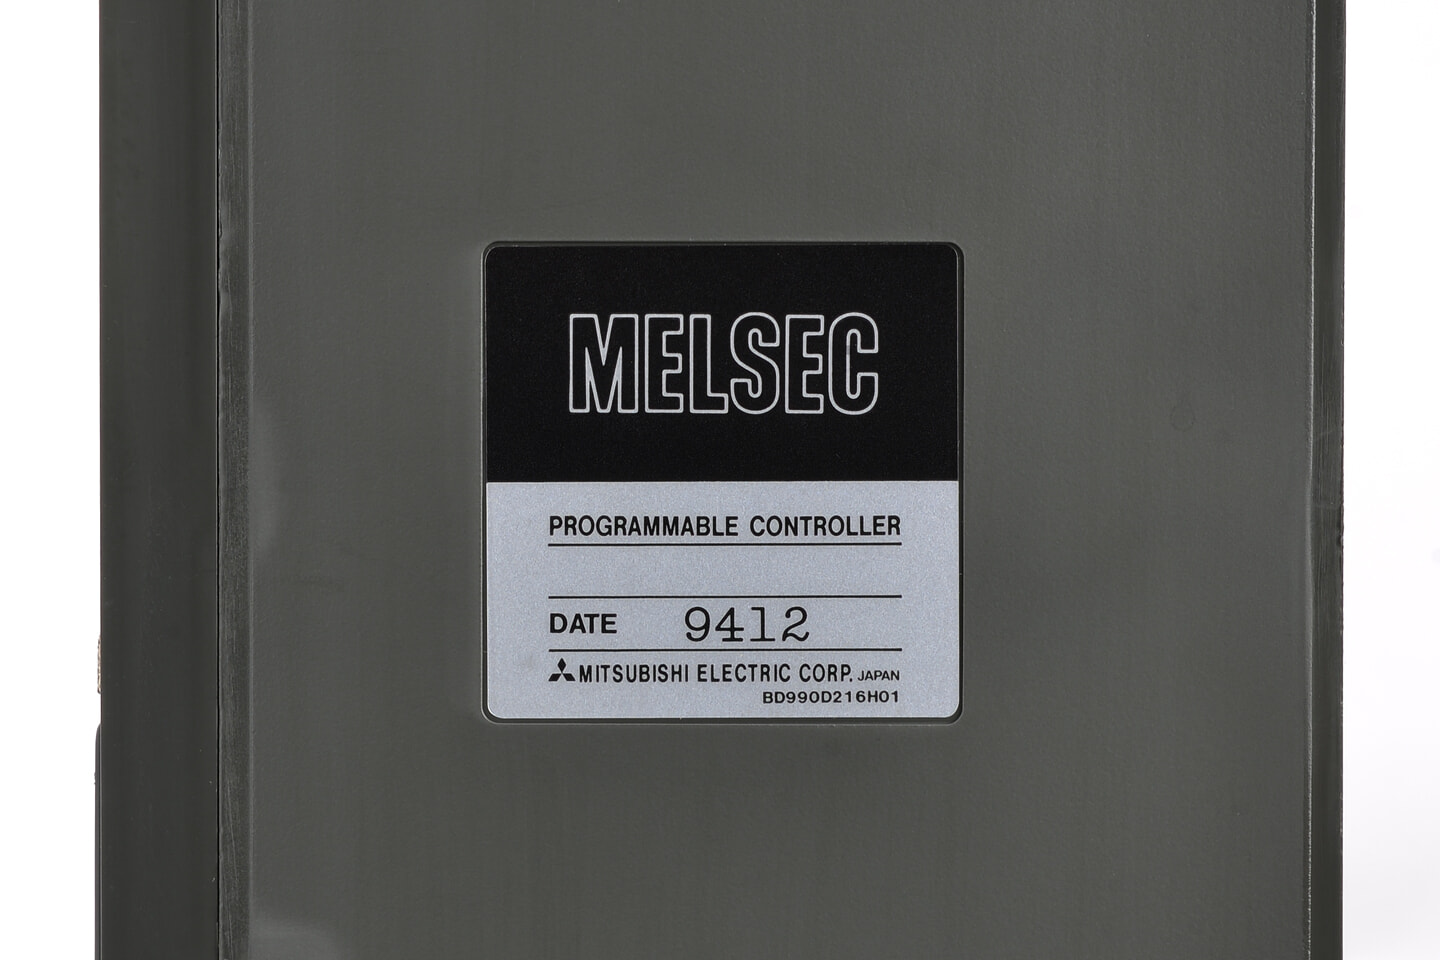 MELSEC
PROGRAMMABLE CONTROLLER
DATE 9412
MITSUBISHI ELECTRIC CORP. JAPAN
BD990D216H01